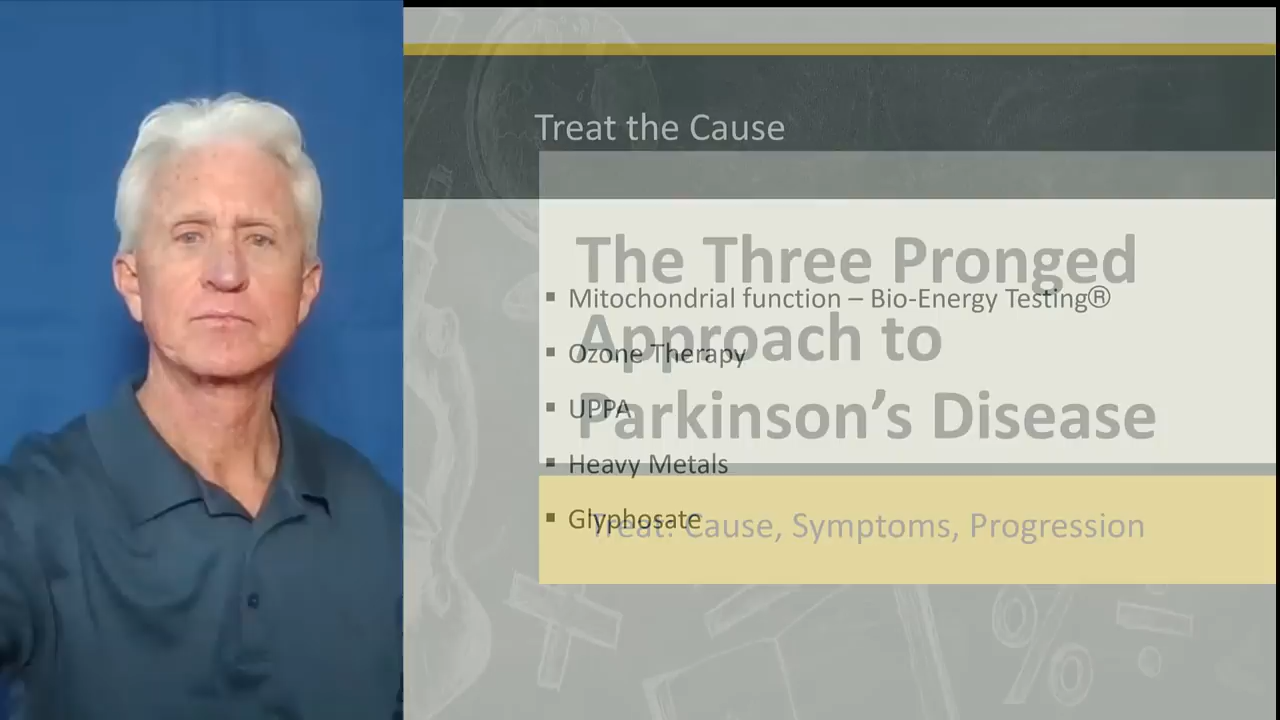 Treat the Cause
The Three Pronged
Approach to
Parkinson’s Disease
Treat: Cause, Symptoms, Progression
▪ Mitochondrial function – Bio-Energy Testing®
▪ Ozone Therapy
▪ UPPA
▪ Heavy Metals
▪ Glyphosate